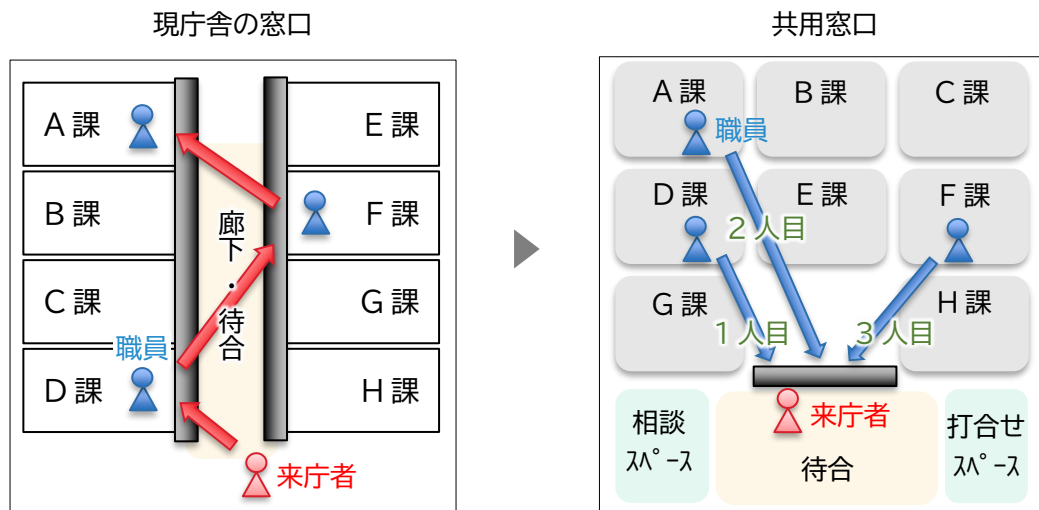 現庁舎の窓口
A課
E課
B課
F課
C課
G課
職員
D課
H課
廊下・待合
来庁者
共用窓口
A課
B課
C課
職員
D課
E課
F課
2人目
G課
H課
1人目
3人目
来庁者
相談
ｽﾍﾟｰｽ
待合
打合せ
ｽﾍﾟｰｽ